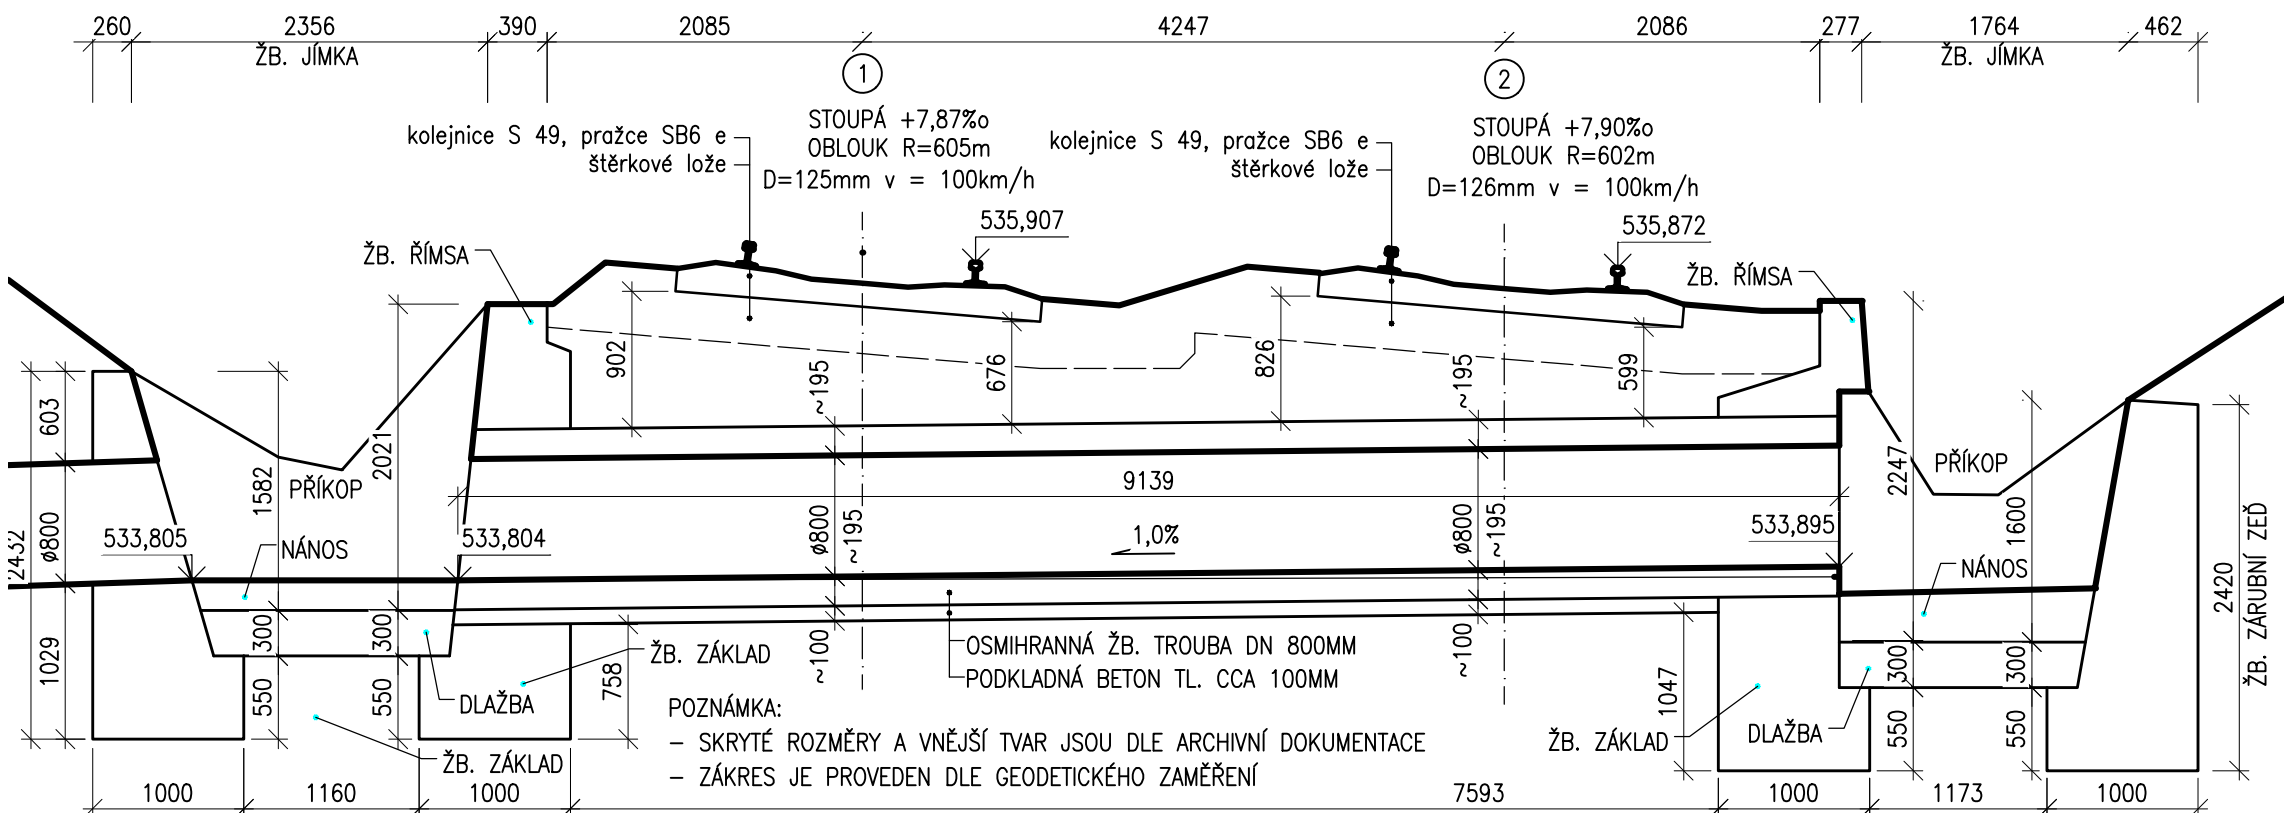 260 2356 390 2085 4247 2086 277 1764 462
ŽB. JÍMKA
ŽB. JÍMKA
1
2
STOUPÁ +7,87%o
OBLOUK R=605m
D=125mm v = 100km/h
STOUPÁ +7,90%o
OBLOUK R=602m
D=126mm v = 100km/h
kolejnice S 49, pražce SB6 e
štěrkové lože
kolejnice S 49, pražce SB6 e
štěrkové lože
535,907
535,872
ŽB. ŘÍMSA
ŽB. ŘÍMSA
902
676
826
599
~195
~195
603
2021
1582
2247
1600
PŘÍKOP
PŘÍKOP
9139
2432
ø800
533,805
533,804
ø800
~195
1,0%
ø800
~195
533,895
NÁNOS
NÁNOS
2420
ŽB. ZÁRUBNÍ ZEĎ
1029
300
300
550
550
758
~100
~100
1047
300
300
550
550
OSMIHRANNÁ ŽB. TROUBA DN 800MM
PODKLADNÁ BETON TL. CCA 100MM
ŽB. ZÁKLAD
DLAŽBA
ŽB. ZÁKLAD
ŽB. ZÁKLAD
DLAŽBA
POZNÁMKA:
– SKRYTÉ ROZMĚRY A VNĚJŠÍ TVAR JSOU DLE ARCHIVNÍ DOKUMENTACE
– ZÁKRES JE PROVEDEN DLE GEODETICKÉHO ZAMĚŘENÍ
1000 1160 1000 7593 1000 1173 1000